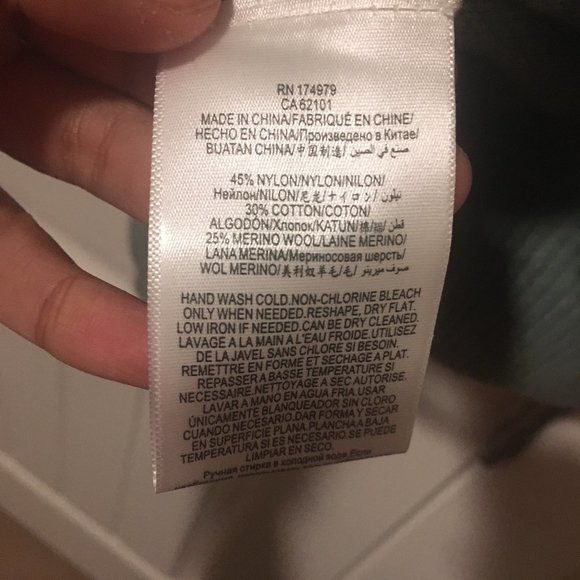 RN 174979
CA 62101
MADE IN CHINA/FABRIQUÉ EN CHINE/
HECHO EN CHINA/Произведено в Китае/
BUATAN CHINA/中国制造/صنع في الصين
45% NYLON/NYLON/NILON/
Нейлон/NILON/尼龙/ナイロン/نيلون
30% COTTON/COTON/
ALGODÓN/Хлопок/KATUN/棉/قطن
25% MERINO WOOL/LAINE MERINO/
LANA MERINO/Мериносовая шерсть/
WOL MERINO/美利奴羊毛/毛/صوف ميرينو
HAND WASH COLD.NON-CHLORINE BLEACH
ONLY WHEN NEEDED.RESHAPE, DRY FLAT.
LOW IRON IF NEEDED.CAN BE DRY CLEANED.
LAVAGE A LA MAIN A L'EAU FROIDE.UTILISEZ
DE LA JAVEL SANS CHLORE SI BESOIN.
REMETTRE EN FORME ET SECHAGE A PLAT.
REPASSER A BASSE TEMPERATURE SI
NECESSAIRE.NETTOYAGE A SEC AUTORISE.
LAVAR A MANO EN AGUA FRIA.USAR
ÚNICAMENTE BLANQUEADOR SIN CLORO
CUANDO NECESARIO.DAR FORMA Y SECAR
EN SUPERFICIE PLANA.PLANCHA A BAJA
TEMPERATURA SI ES NECESARIO.SE PUEDE
LIMPIAR EN SECO.
Ручная стирка в холодной воде.Если